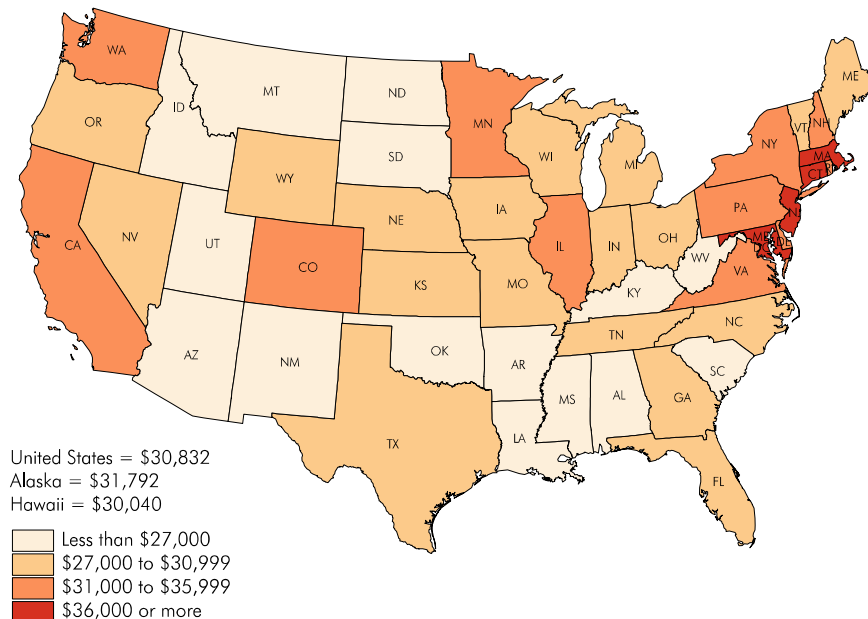 WA
MT
ND
MN
ME
ID
OR
SD
WI
MI
VT
NH
NY
MA
CT
RI
WY
IA
NE
PA
NJ
NV
UT
CA
CO
IL
IN
OH
MD
DE
WV
VA
KS
MO
KY
NC
TN
AZ
NM
OK
AR
SC
MS
AL
GA
LA
TX
FL
United States = $30,832
Alaska = $31,792
Hawaii = $30,040
Less than $27,000
$27,000 to $30,999
$31,000 to $35,999
$36,000 or more